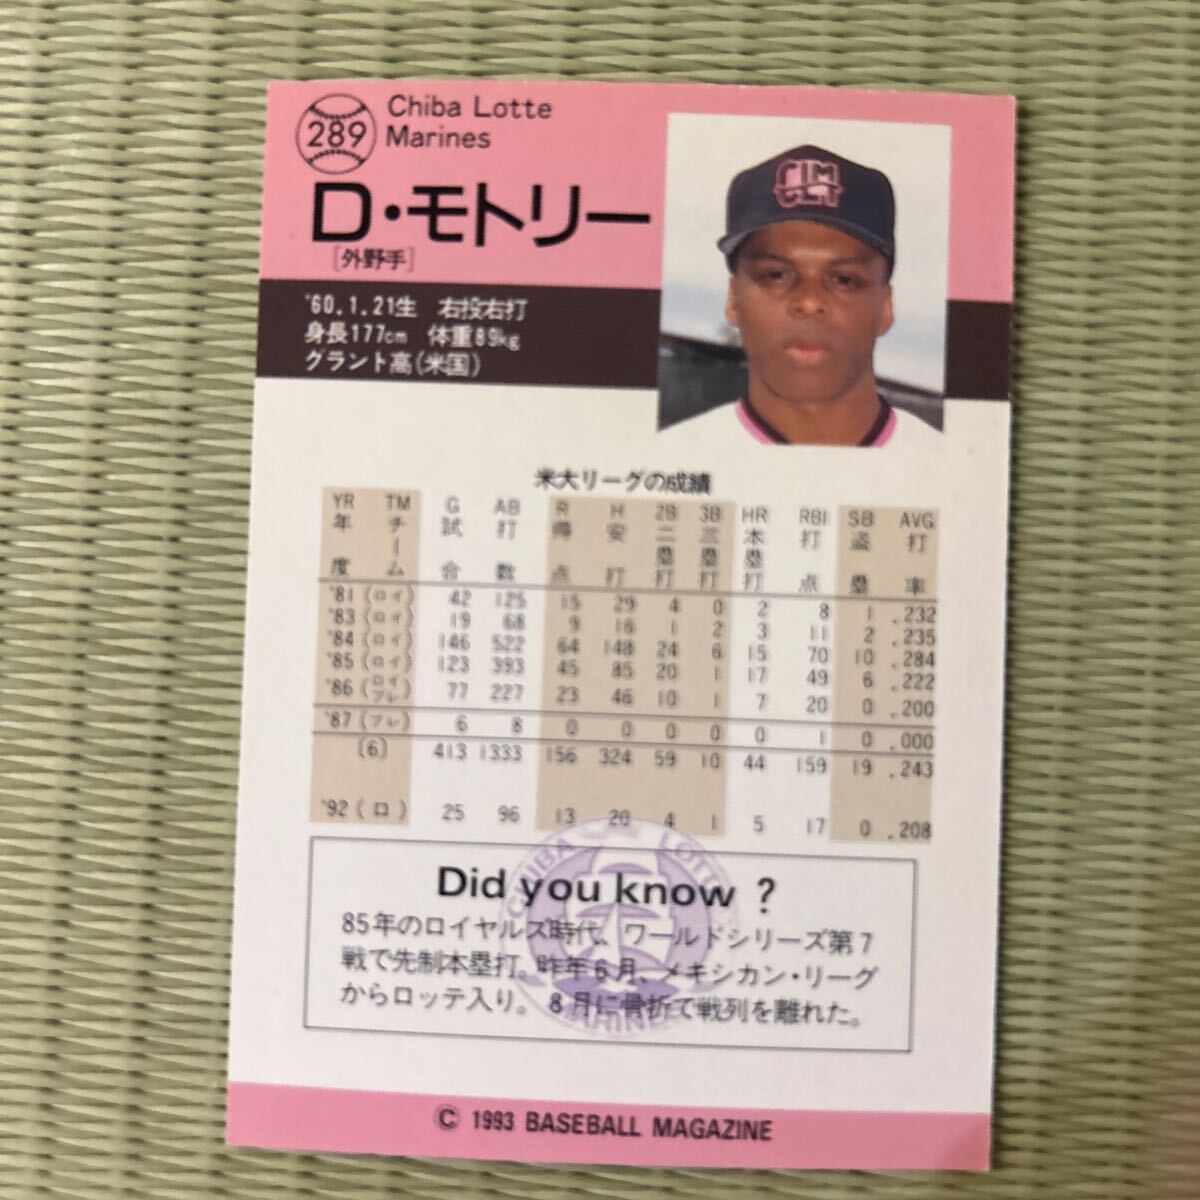 289
Chiba Lotte
Marines
D・モトリー
[外野手]
CLM
'60.1.21生 右投右打
身長177cm 体重89kg
グラント高(米国)
米大リーグの成績
YR TM G AB R H 2B 3B HR RBI SB AVG
年度 チーム 試合 打数 得点 安打 二塁打 三塁打 本塁打 打点 盗塁 打率
'81(ロイ) 42 125 15 29 4 0 2 8 1 .232
'83(ロイ) 19 68 9 16 1 2 3 11 2 .235
'84(ロイ) 146 522 64 148 24 6 15 70 10 .284
'85(ロイ) 123 393 45 85 20 1 17 49 6 .222
'86(ロイ ブレ) 77 227 23 46 10 1 7 20 0 .200
'87(ブレ) 6 8 0 0 0 0 0 1 0 .000
(6) 413 1333 156 324 59 10 44 159 19 .243
'92(ロ) 25 96 13 20 4 1 5 17 0 .208
CHIBA LOTTE
MARINES
Did you know ?
85年のロイヤルズ時代、ワールドシリーズ第7
戦で先制本塁打。昨年6月、メキシカン・リーグ
からロッテ入り。8月に骨折で戦列を離れた。
© 1993 BASEBALL MAGAZINE